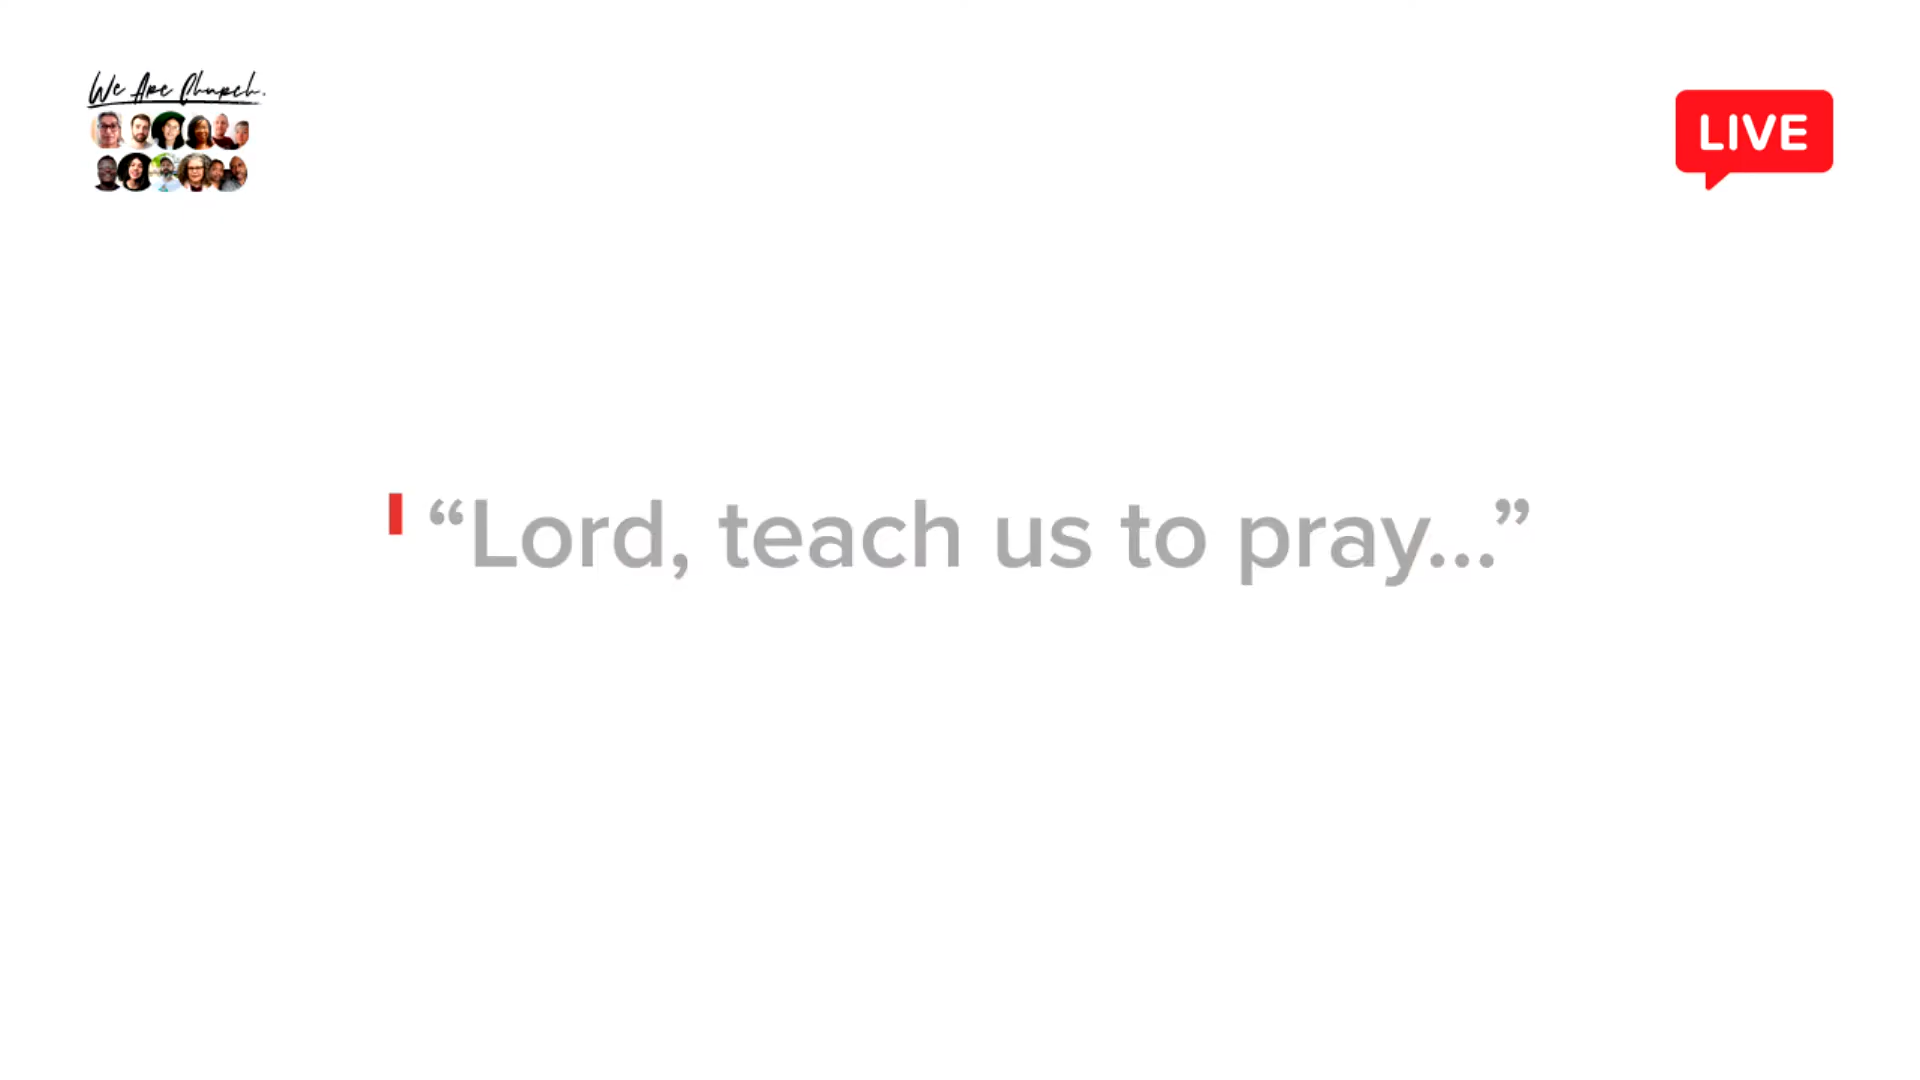 We Are Church.
LIVE
“Lord, teach us to pray...”